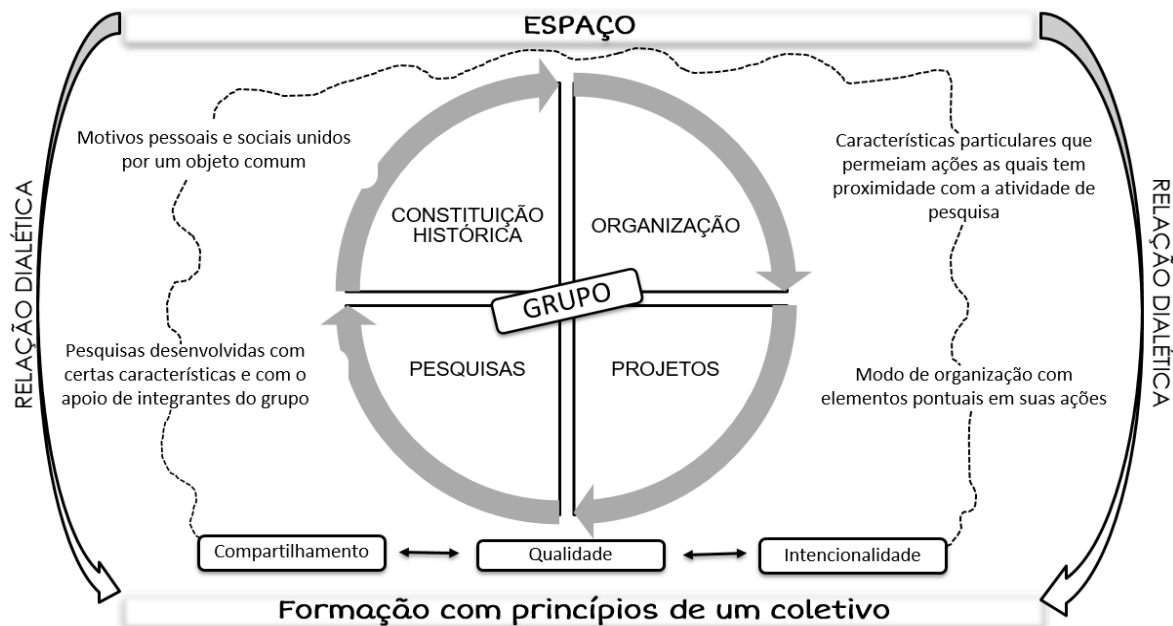 ESPAÇO
RELAÇÃO DIALÉTICA
Motivos pessoais e sociais unidos
por um objeto comum
CONSTITUIÇÃO
HISTÓRICA
ORGANIZAÇÃO
Características particulares que
permeiam ações as quais tem
proximidade com a atividade de
pesquisa
RELAÇÃO DIALÉTICA
GRUPO
Pesquisas desenvolvidas com
certas características e com o
apoio de integrantes do grupo
PESQUISAS
PROJETOS
Modo de organização com
elementos pontuais em suas ações
Compartilhamento
Qualidade
Intencionalidade
Formação com princípios de um coletivo